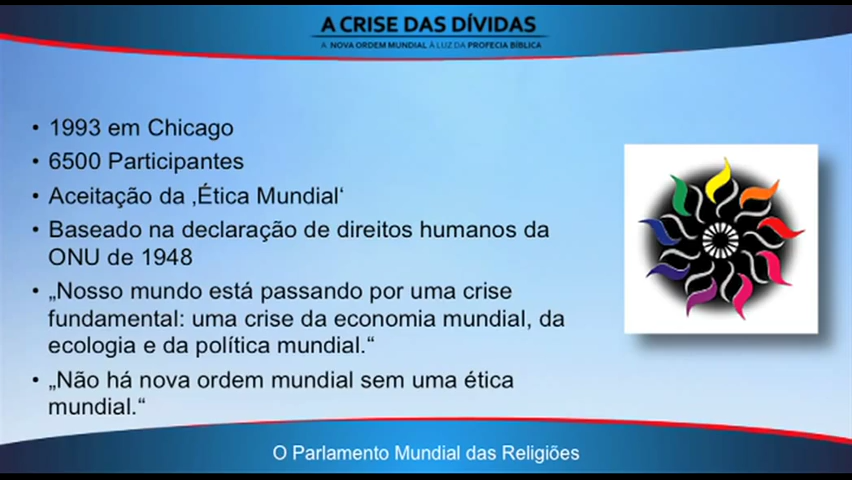 A CRISE DAS DÍVIDAS
A NOVA ORDEM MUNDIAL À LUZ DA PROFECIA BÍBLICA
• 1993 em Chicago
• 6500 Participantes
• Aceitação da ‚Ética Mundial‘
• Baseado na declaração de direitos humanos da
ONU de 1948
• „Nosso mundo está passando por uma crise
fundamental: uma crise da economia mundial, da
ecologia e da política mundial.“
• „Não há nova ordem mundial sem uma ética
mundial.“
O Parlamento Mundial das Religiões